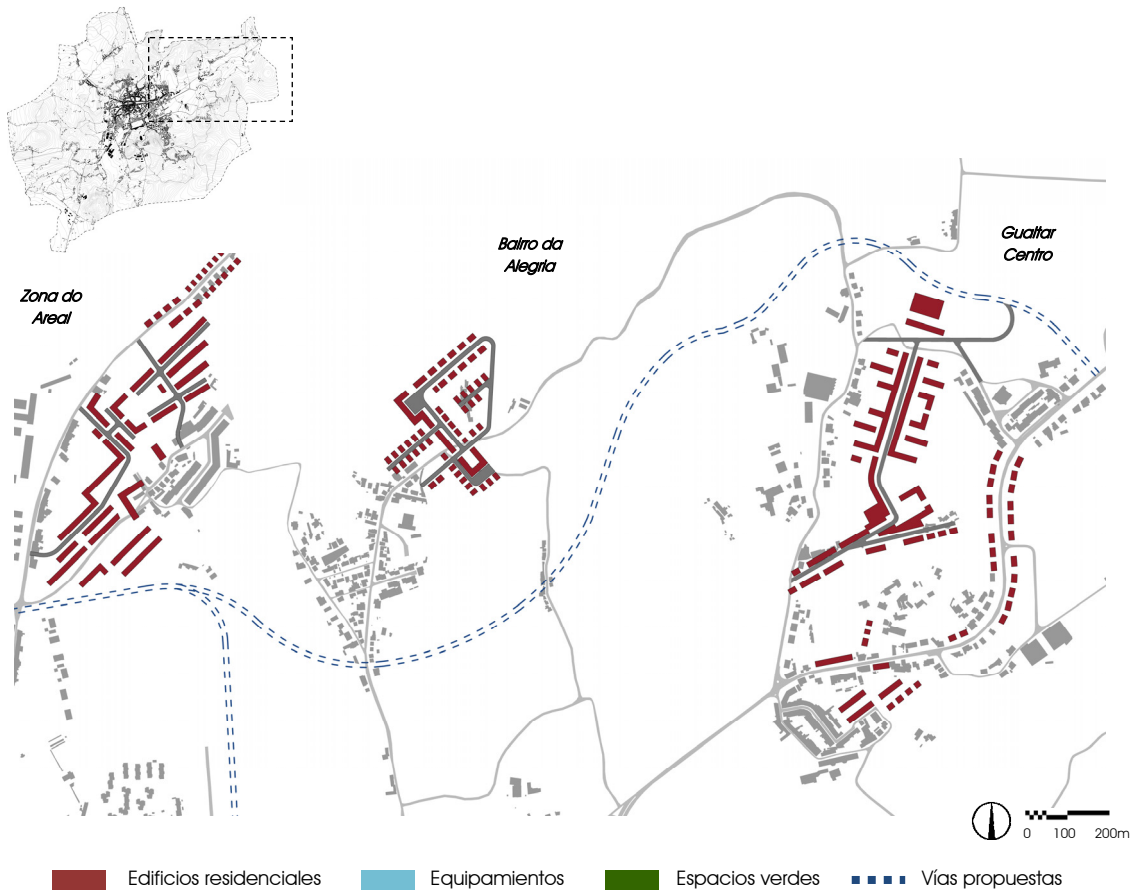 Bairro da
Alegria
Gualtar
Centro
Zona do
Areal
0 100 200m
Edificios residenciales
Equipamientos
Espacios verdes
Vías propuestas